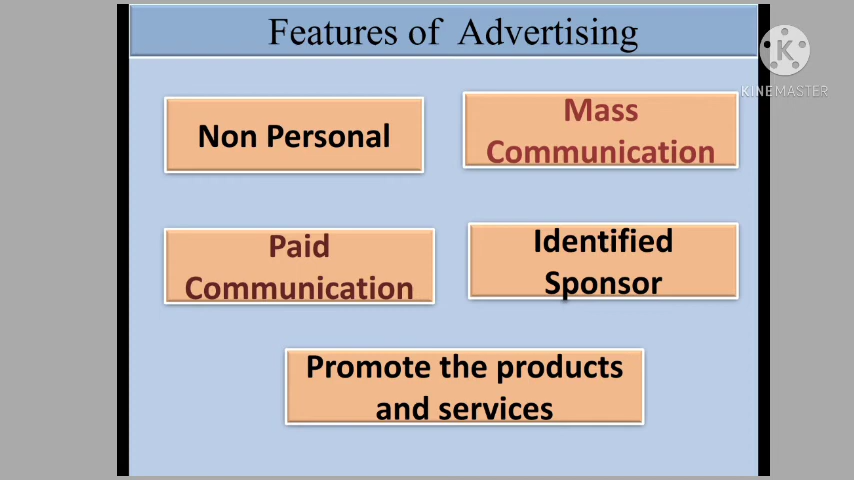 Features of Advertising
K
KINEMASTER
Non Personal
Mass
Communication
Paid
Communication
Identified
Sponsor
Promote the products
and services